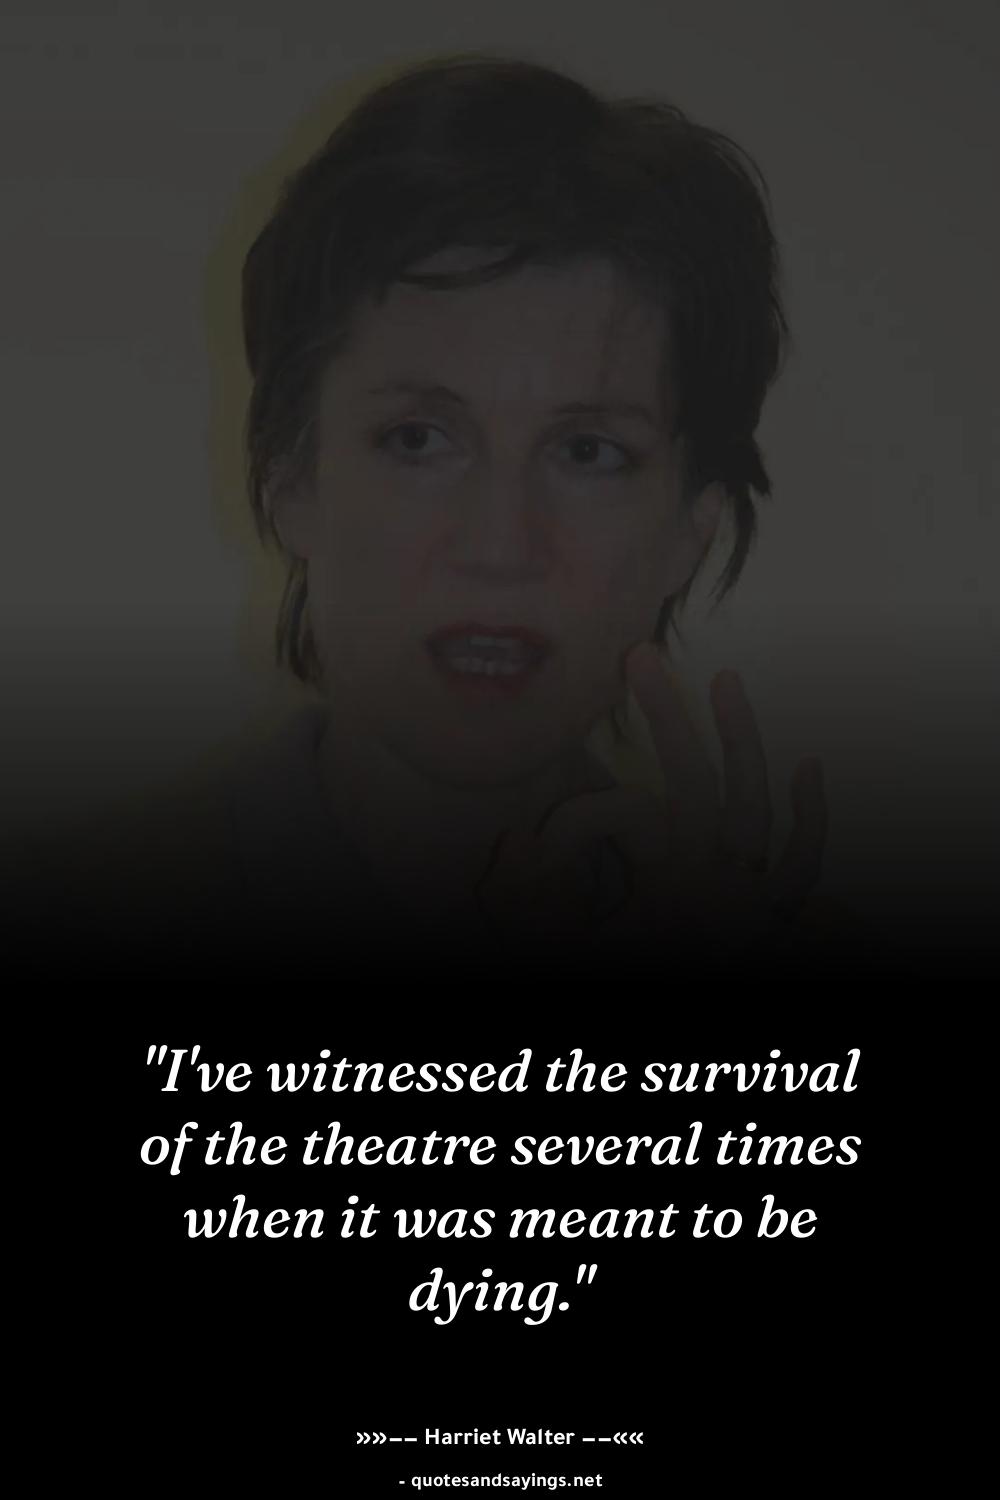 "I've witnessed the survival
of the theatre several times
when it was meant to be
dying."
»»−− Harriet Walter −−««
- quotesandsayings.net